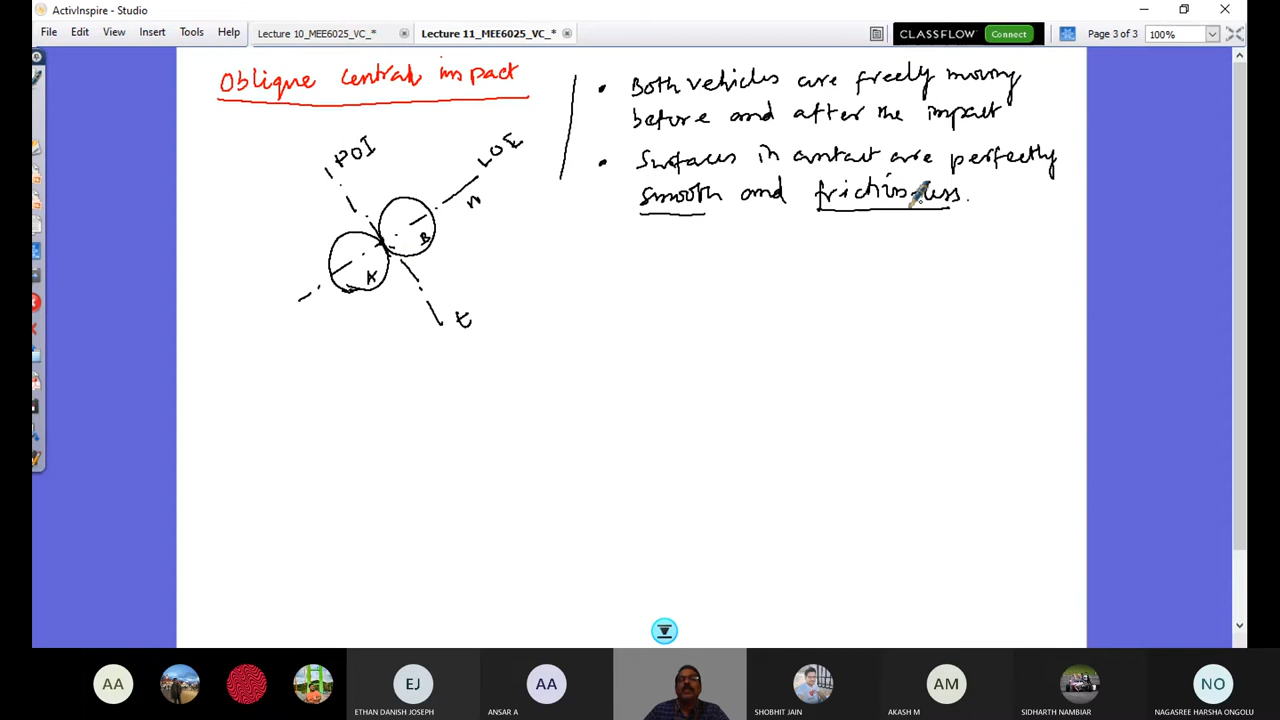 ActivInspire - Studio
File Edit View Insert Tools Help
Lecture 10_MEE6025_VC_*
Lecture 11_MEE6025_VC_*
CLASSFLOW Connect
Page 3 of 3
100%
Oblique central impact
POI
LOI
n
B
A
t
• Both vehicles are freely moving
before and after the impact
• Surfaces in contact are perfectly
smooth and frictionless.
AA
EJ
AA
AM
NO
ETHAN DANISH JOSEPH
ANSAR A
SHOBHIT JAIN
AKASH M
SIDHARTH NAMBIAR
NAGASREE HARSHA ONGOLU